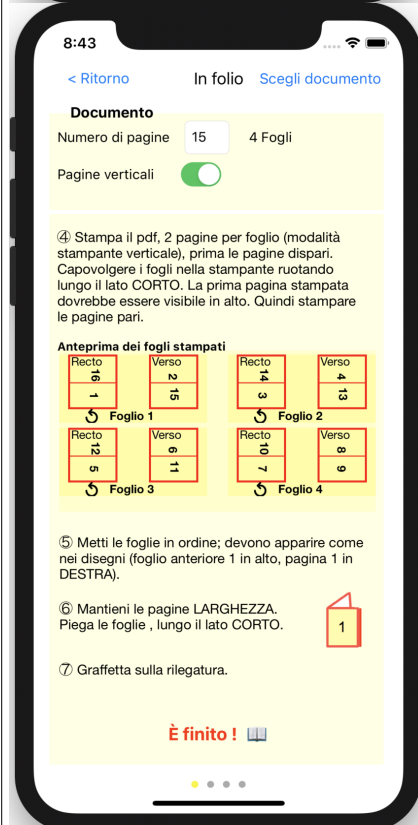 8:43
< Ritorno In folio Scegli documento
Documento
Numero di pagine 15 4 Fogli
Pagine verticali
④ Stampa il pdf, 2 pagine per foglio (modalità
stampante verticale), prima le pagine dispari.
Capovolgere i fogli nella stampante ruotando
lungo il lato CORTO. La prima pagina stampata
dovrebbe essere visibile in alto. Quindi stampare
le pagine pari.
Anteprima dei fogli stampati
Recto Verso Recto Verso
16 2 14 4
1 15 3 13
Foglio 1 Foglio 2
Recto Verso Recto Verso
12 6 10 8
5 11 7 9
Foglio 3 Foglio 4
⑤ Metti le foglie in ordine; devono apparire come
nei disegni (foglio anteriore 1 in alto, pagina 1 in
DESTRA).
⑥ Mantieni le pagine LARGHEZZA.
Piega le foglie , lungo il lato CORTO.
1
⑦ Graffetta sulla rilegatura.
È finito !